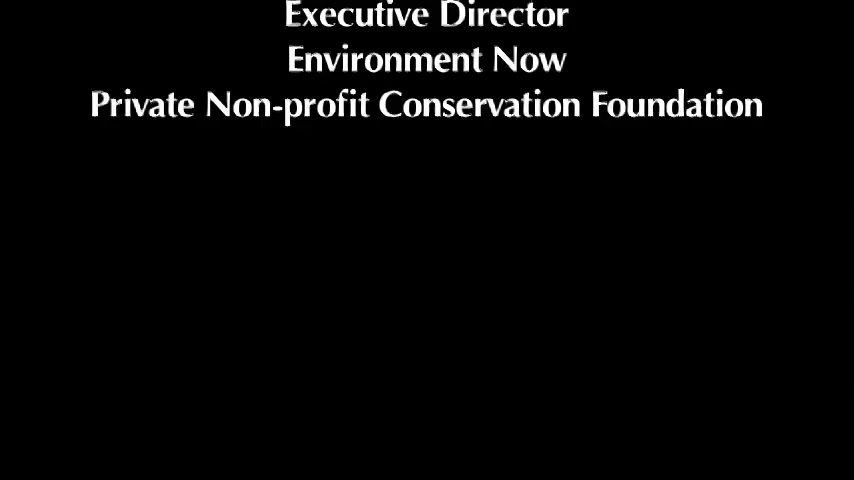 Executive Director
Environment Now
Private Non-profit Conservation Foundation